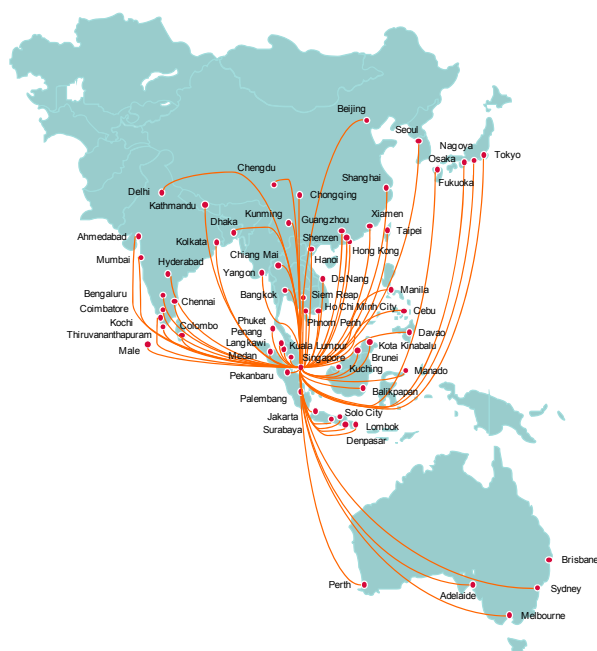 Beijing
Seoul
Nagoya
Tokyo
Osaka
Fukuoka
Chengdu
Shanghai
Chongqing
Delhi
Kathmandu
Kunming
Guangzhou
Xiamen
Dhaka
Taipei
Ahmedabad
Kolkata
Shenzen
Hong Kong
Mumbai
Hyderabad
Chiang Mai
Hanoi
Yangon
Da Nang
Bengaluru
Chennai
Bangkok
Siem Reap
Manila
Coimbatore
Ho Chi Minh City
Cebu
Kochi
Colombo
Phuket
Phnom Penh
Thiruvananthapuram
Penang
Davao
Male
Langkawi
Kuala Lumpur
Kota Kinabalu
Medan
Singapore
Brunei
Pekanbaru
Kuching
Manado
Palembang
Balikpapan
Jakarta
Solo City
Surabaya
Lombok
Denpasar
Brisbane
Perth
Adelaide
Sydney
Melbourne